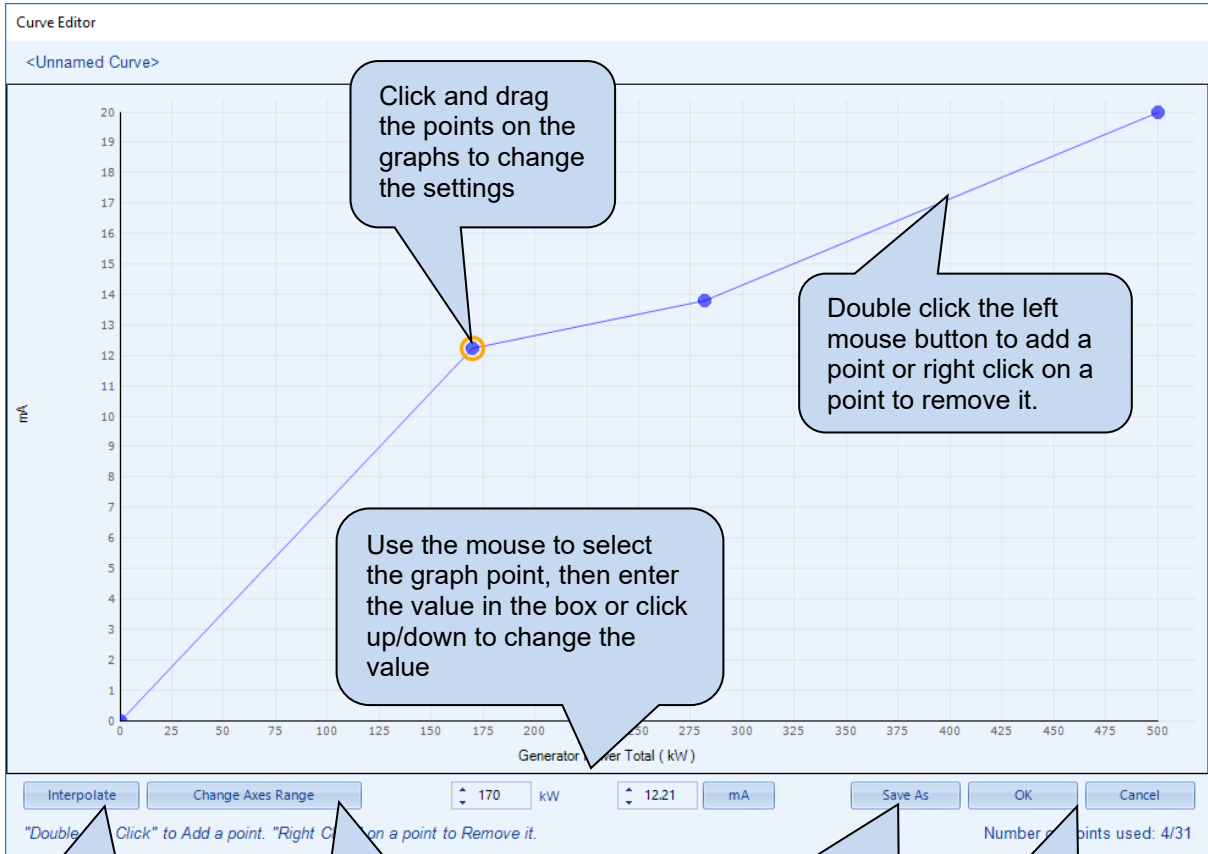 Curve Editor
<Unnamed Curve>
Click and drag
the points on the
graphs to change
the settings
20
19
18
17
16
15
14
13
12
11
10
9
8
7
6
5
4
3
2
1
0
mA
Double click the left
mouse button to add a
point or right click on a
point to remove it.
Use the mouse to select
the graph point, then enter
the value in the box or click
up/down to change the
value
0 25 50 75 100 125 150 175 200 250 275 300 325 350 375 400 425 450 475 500
Generator Total ( kW )
Interpolate Change Axes Range 170 kW 12.21 mA Save As OK Cancel
"Double Click" to Add a point. "Right on a point to Remove it. Number used: 4/31